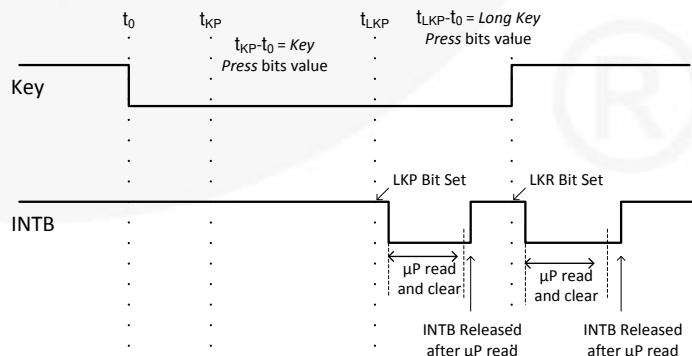 t0 tKP tLKP tLKP-t0 = Long Key
Press bits value
tKP-t0 = Key
Press bits value
Key
LKP Bit Set
LKR Bit Set
INTB
µP read
and clear
µP read
and clear
INTB Released
after µP read
INTB Released
after µP read
®